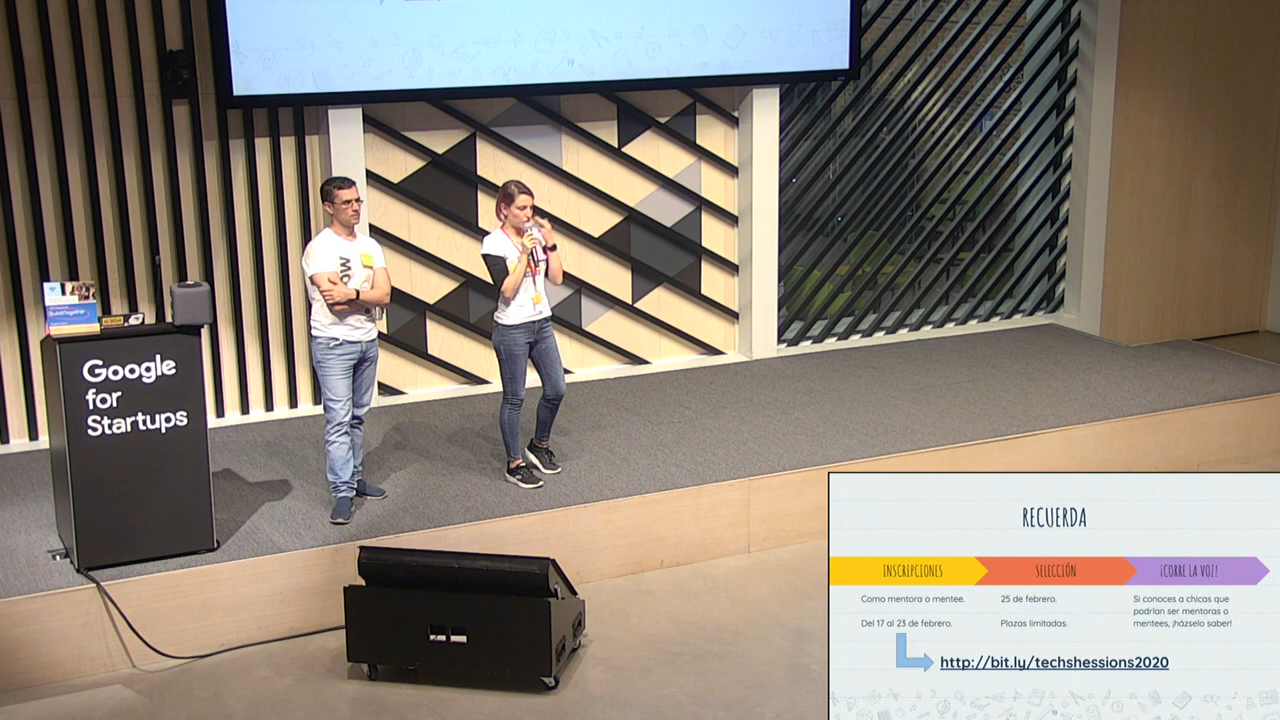 Google
for
Startups
RECUERDA
INSCRIPCIONES
Como mentora o mentee.
Del 17 al 23 de febrero.
SELECCIÓN
25 de febrero.
Plazas limitadas.
¡CORRE LA VOZ!
Si conoces a chicas que
podrían ser mentoras o
mentees, ¡házselo saber!
http://bit.ly/techshessions2020
19